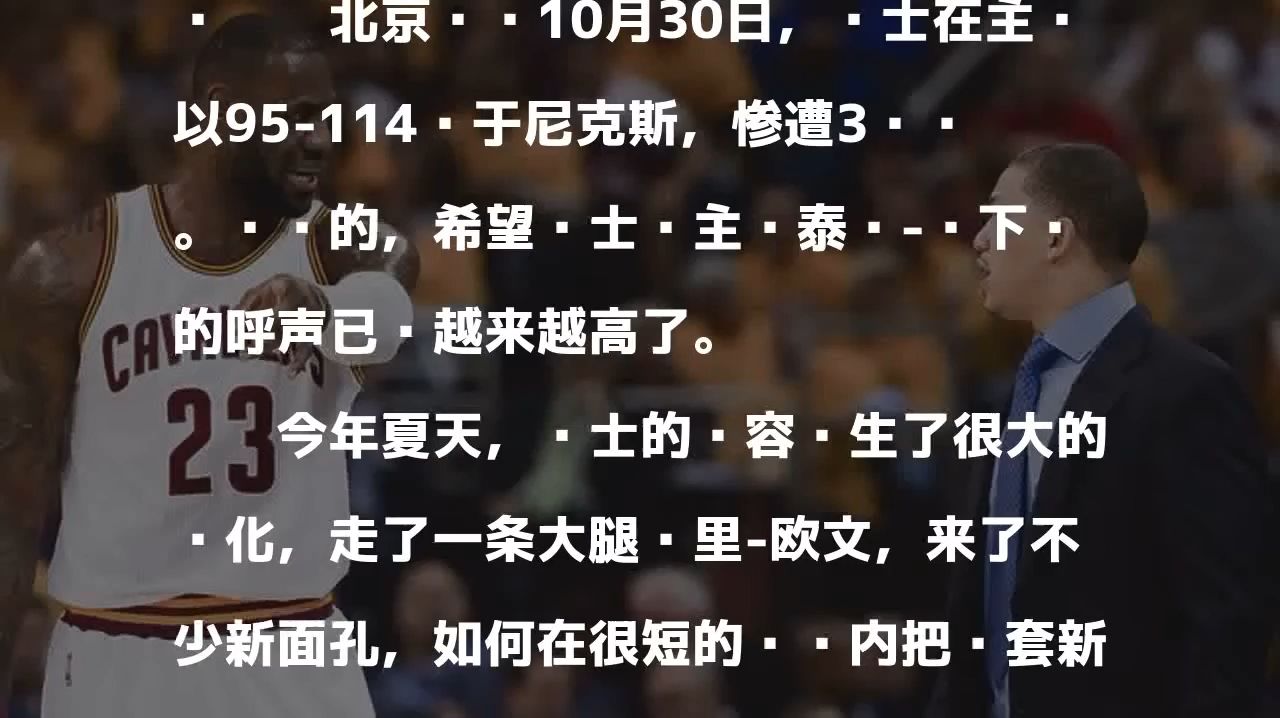 ▪　　北京▪▪10月30日，▪士在主▪
以95-114▪于尼克斯，惨遭3▪▪
。▪▪的，希望▪士▪主▪泰▪-▪下▪
的呼声已▪越来越高了。
今年夏天，▪士的▪容▪生了很大的
▪化，走了一条大腿▪里-欧文，来了不
少新面孔，如何在很短的▪▪内把▪套新
CAVALIERS
23